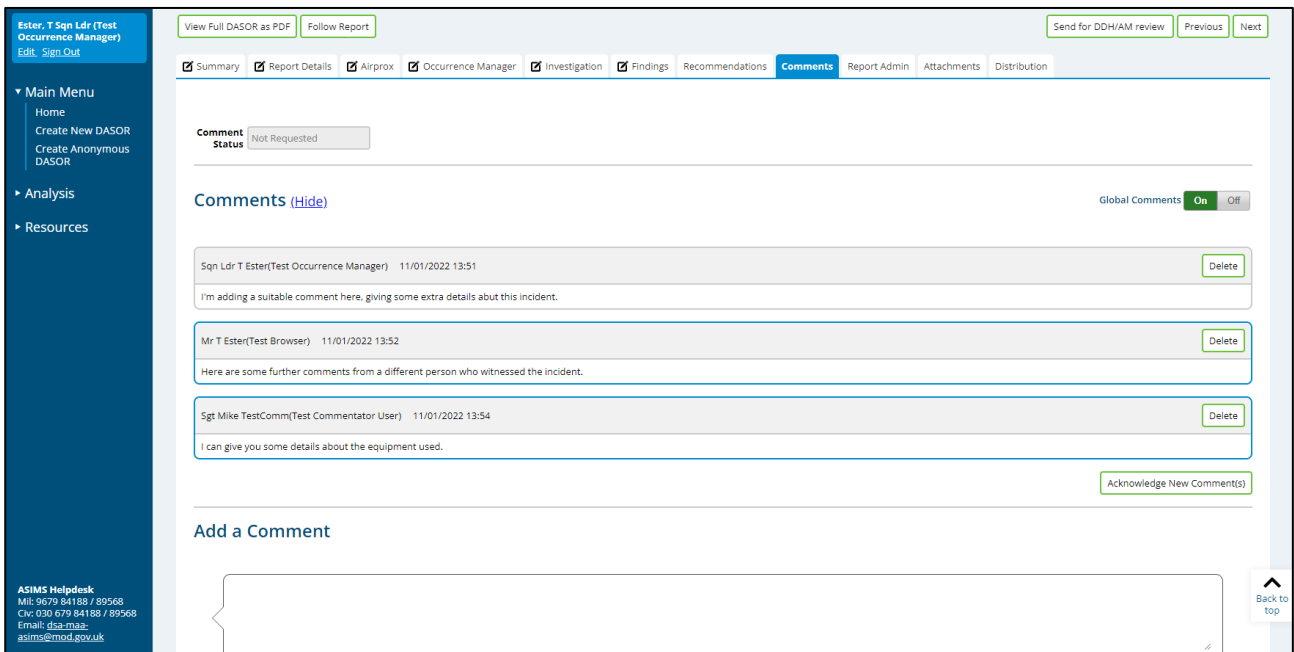 Ester, T Sqn Ldr (Test
Occurrence Manager)
Edit Sign Out
Main Menu
Home
Create New DASOR
Create Anonymous
DASOR
Analysis
Resources
ASIMS Helpdesk
Mil: 9679 84188 / 89568
Civ: 030 679 84188 / 89568
Email: dsa-maa-
asims@mod.gov.uk
View Full DASOR as PDF Follow Report Send for DDH/AM review Previous Next
Summary Report Details Airprox Occurrence Manager Investigation Findings Recommendations Comments Report Admin Attachments Distribution
Comment
Status Not Requested
Comments (Hide) Global Comments On Off
Sqn Ldr T Ester(Test Occurrence Manager) 11/01/2022 13:51 Delete
I'm adding a suitable comment here, giving some extra details abut this incident.
Mr T Ester(Test Browser) 11/01/2022 13:52 Delete
Here are some further comments from a different person who witnessed the incident.
Sgt Mike TestComm(Test Commentator User) 11/01/2022 13:54 Delete
I can give you some details about the equipment used.
Acknowledge New Comment(s)
Add a Comment
Back to
top